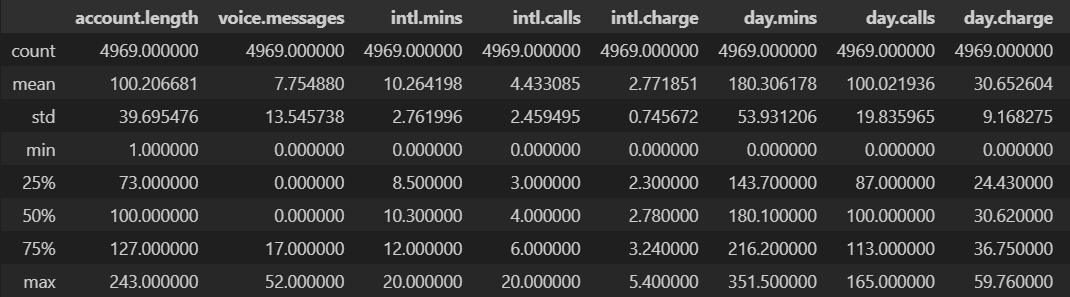 account.length voice.messages intl.mins intl.calls intl.charge day.mins day.calls day.charge
count 4969.000000 4969.000000 4969.000000 4969.000000 4969.000000 4969.000000 4969.000000 4969.000000
mean 100.206681 7.754880 10.264198 4.433085 2.771851 180.306178 100.021936 30.652604
std 39.695476 13.545738 2.761996 2.459495 0.745672 53.931206 19.835965 9.168275
min 1.000000 0.000000 0.000000 0.000000 0.000000 0.000000 0.000000 0.000000
25% 73.000000 0.000000 8.500000 3.000000 2.300000 143.700000 87.000000 24.430000
50% 100.000000 0.000000 10.300000 4.000000 2.780000 180.100000 100.000000 30.620000
75% 127.000000 17.000000 12.000000 6.000000 3.240000 216.200000 113.000000 36.750000
max 243.000000 52.000000 20.000000 20.000000 5.400000 351.500000 165.000000 59.760000